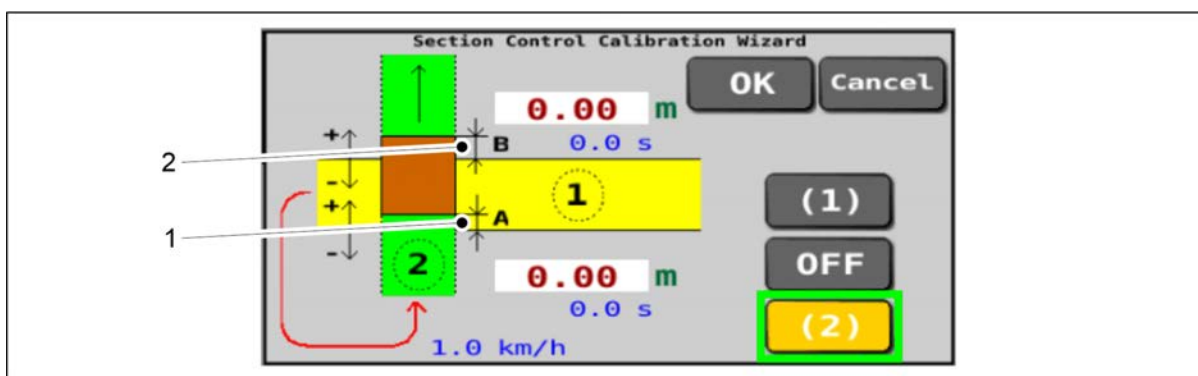 Section Control Calibration Wizard
OK Cancel
0.00 m
B 0.0 s
2
+
-
+
-
1
(1)
1
A
OFF
2
0.00 m
0.0 s
(2)
1.0 km/h